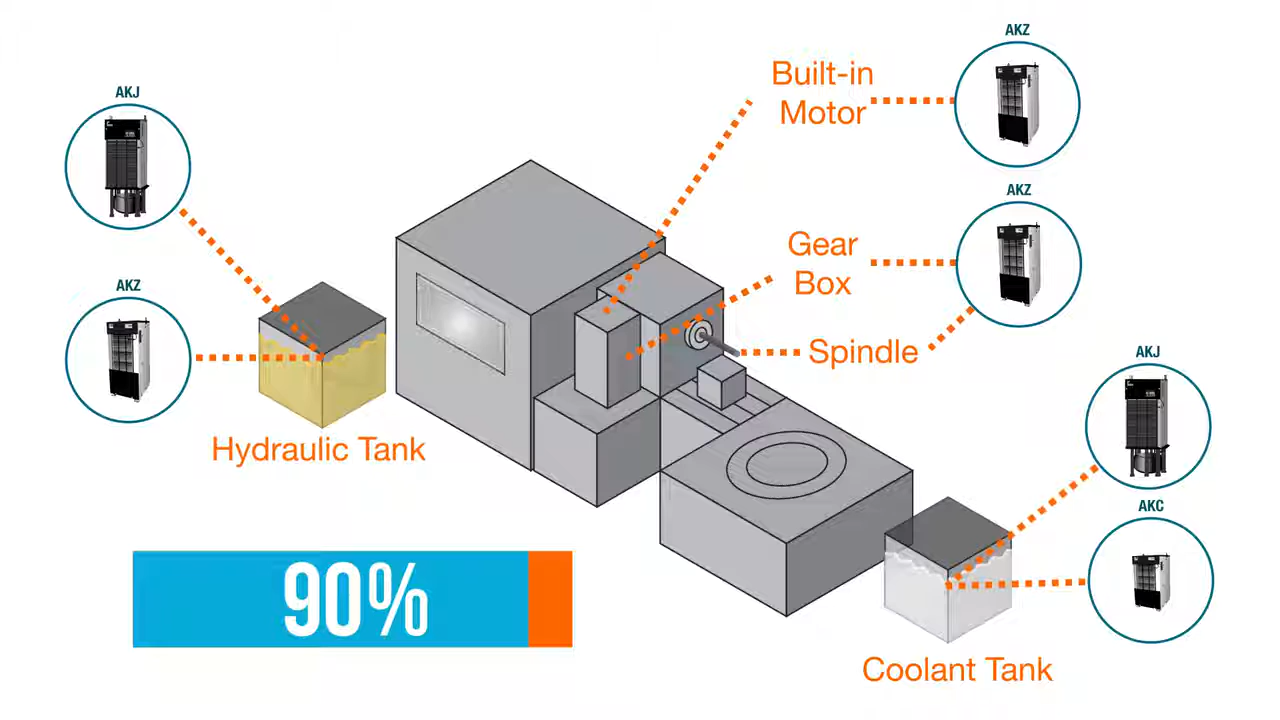 AKZ
Built-in
Motor
AKJ
AKZ
Gear
Box
AKZ
Spindle
AKJ
Hydraulic Tank
AKC
90%
Coolant Tank